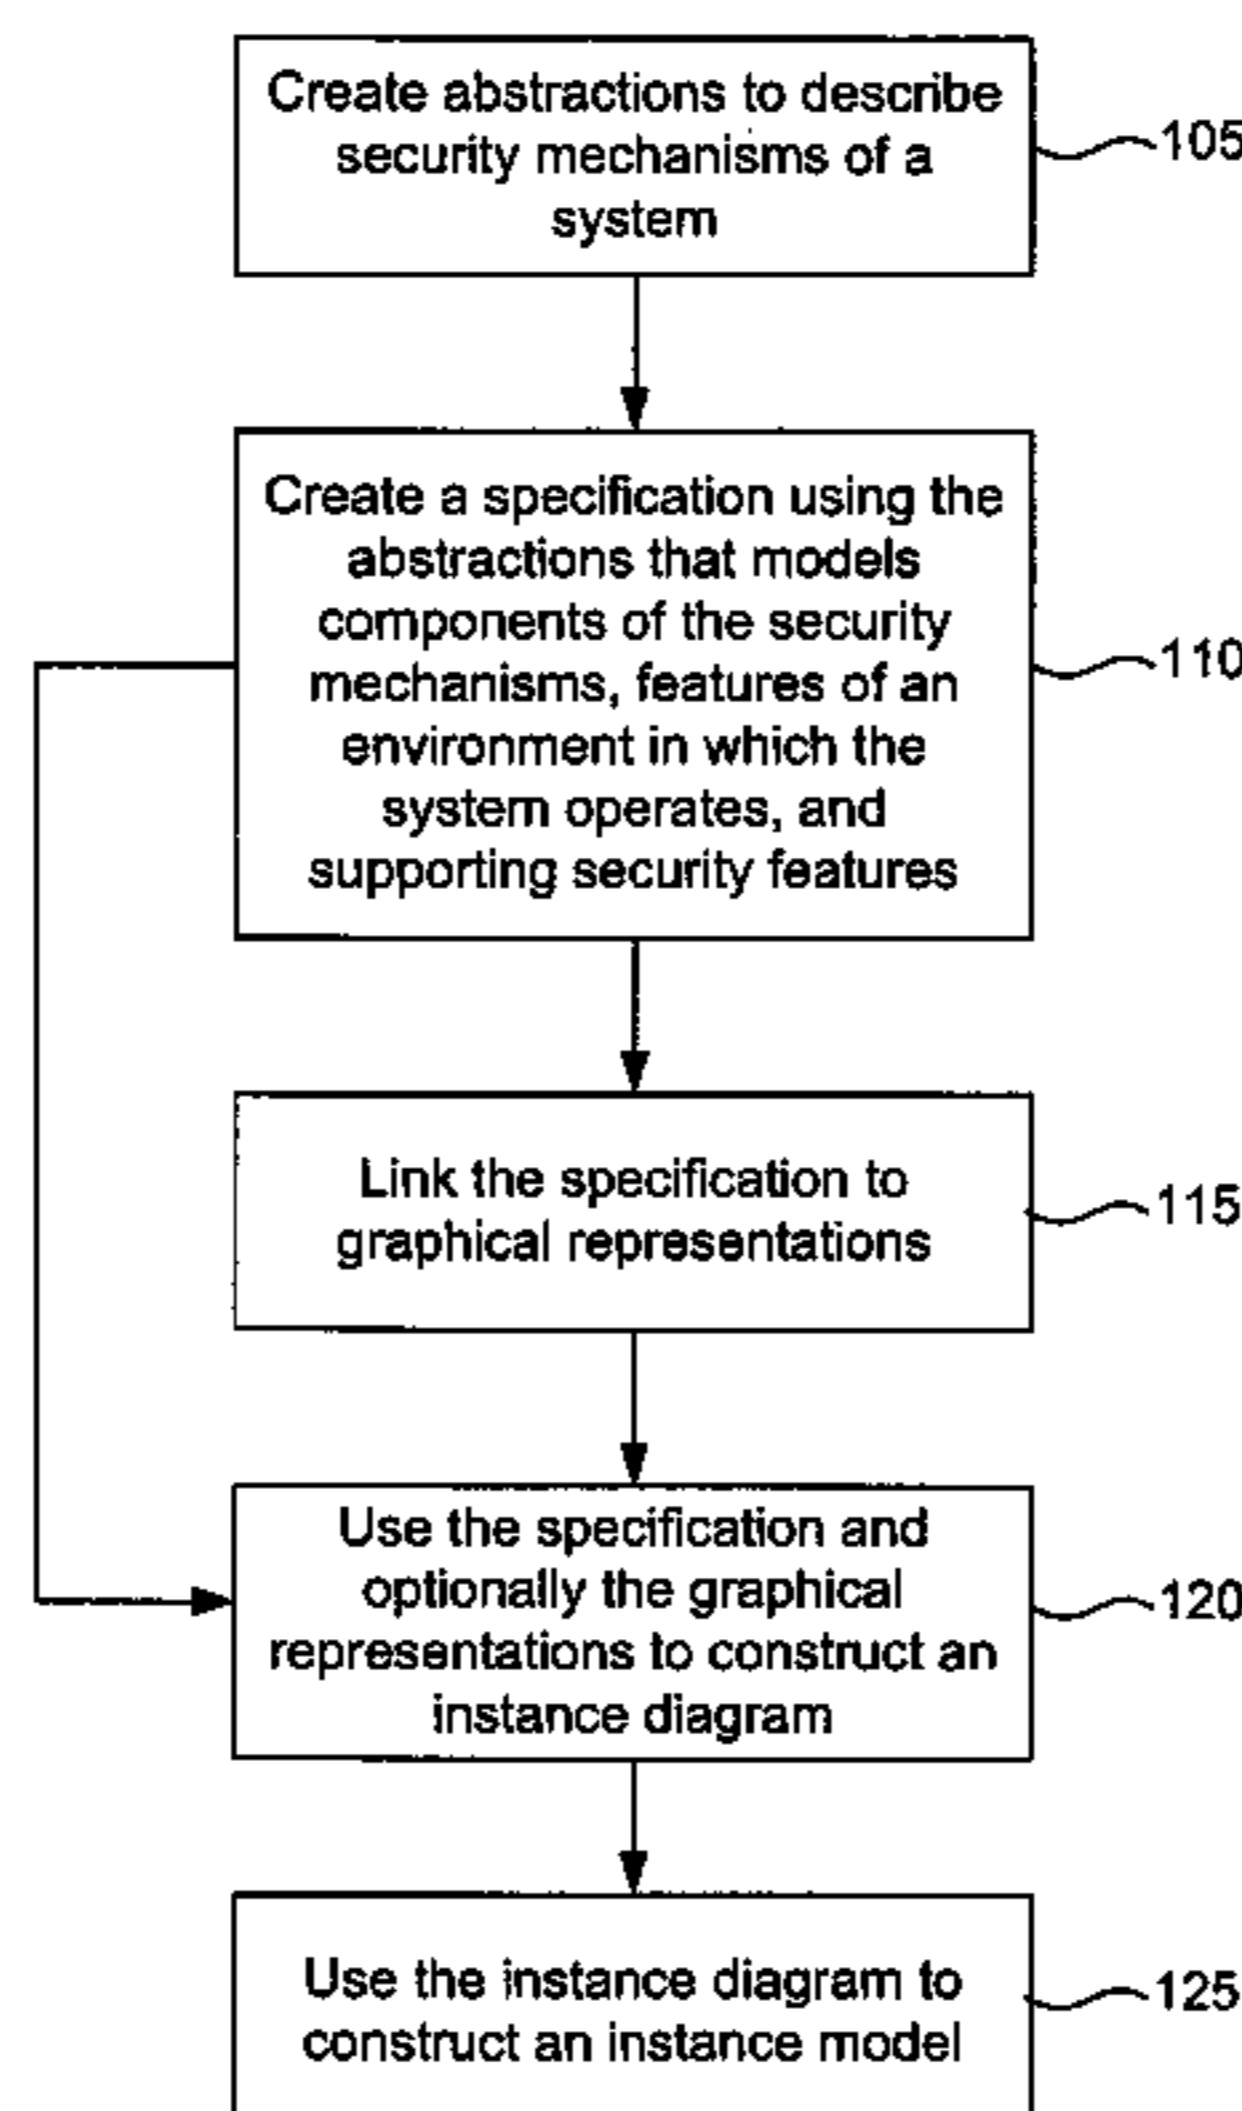 Create abstractions to describe
security mechanisms of a
system
105
Create a specification using the
abstractions that models
components of the security
mechanisms, features of an
environment in which the
system operates, and
supporting security features
110
Link the specification to
graphical representations
115
Use the specification and
optionally the graphical
representations to construct an
instance diagram
120
Use the instance diagram to
construct an instance model
125